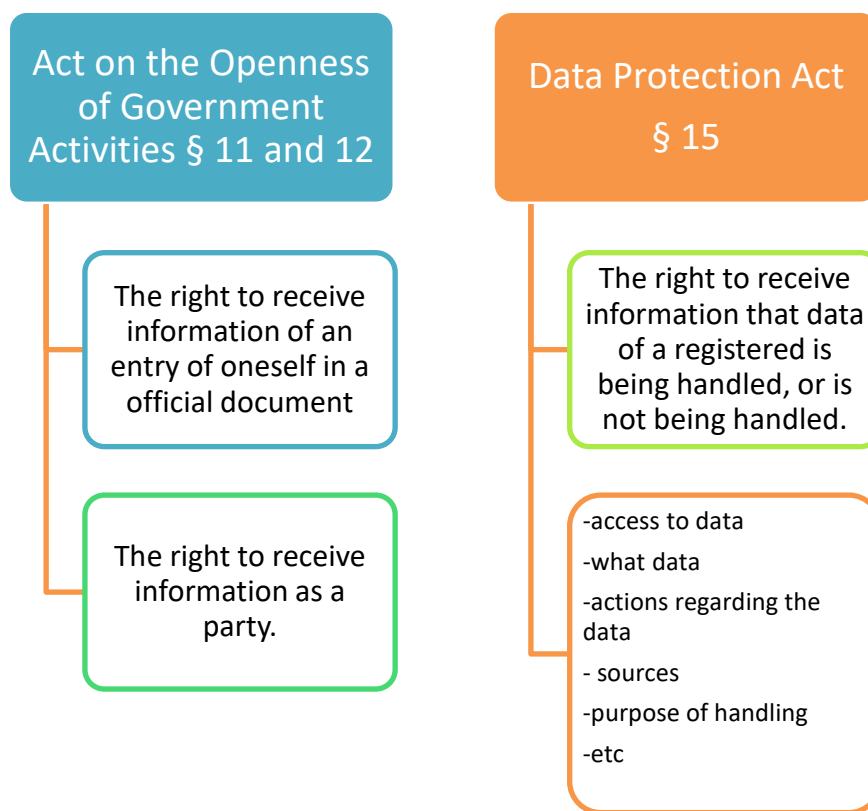 Act on the Openness
of Government
Activities § 11 and 12
The right to receive
information of an
entry of oneself in a
official document
The right to receive
information as a
party.
Data Protection Act
§ 15
The right to receive
information that data
of a registered is
being handled, or is
not being handled.
-access to data
-what data
-actions regarding the
data
- sources
-purpose of handling
-etc